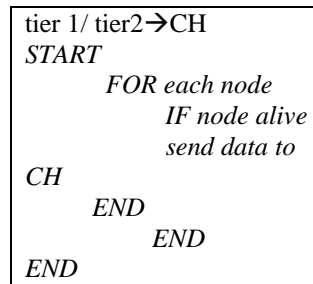 tier 1/ tier2→CH
START
FOR each node
IF node alive
send data to
CH
END
END
END